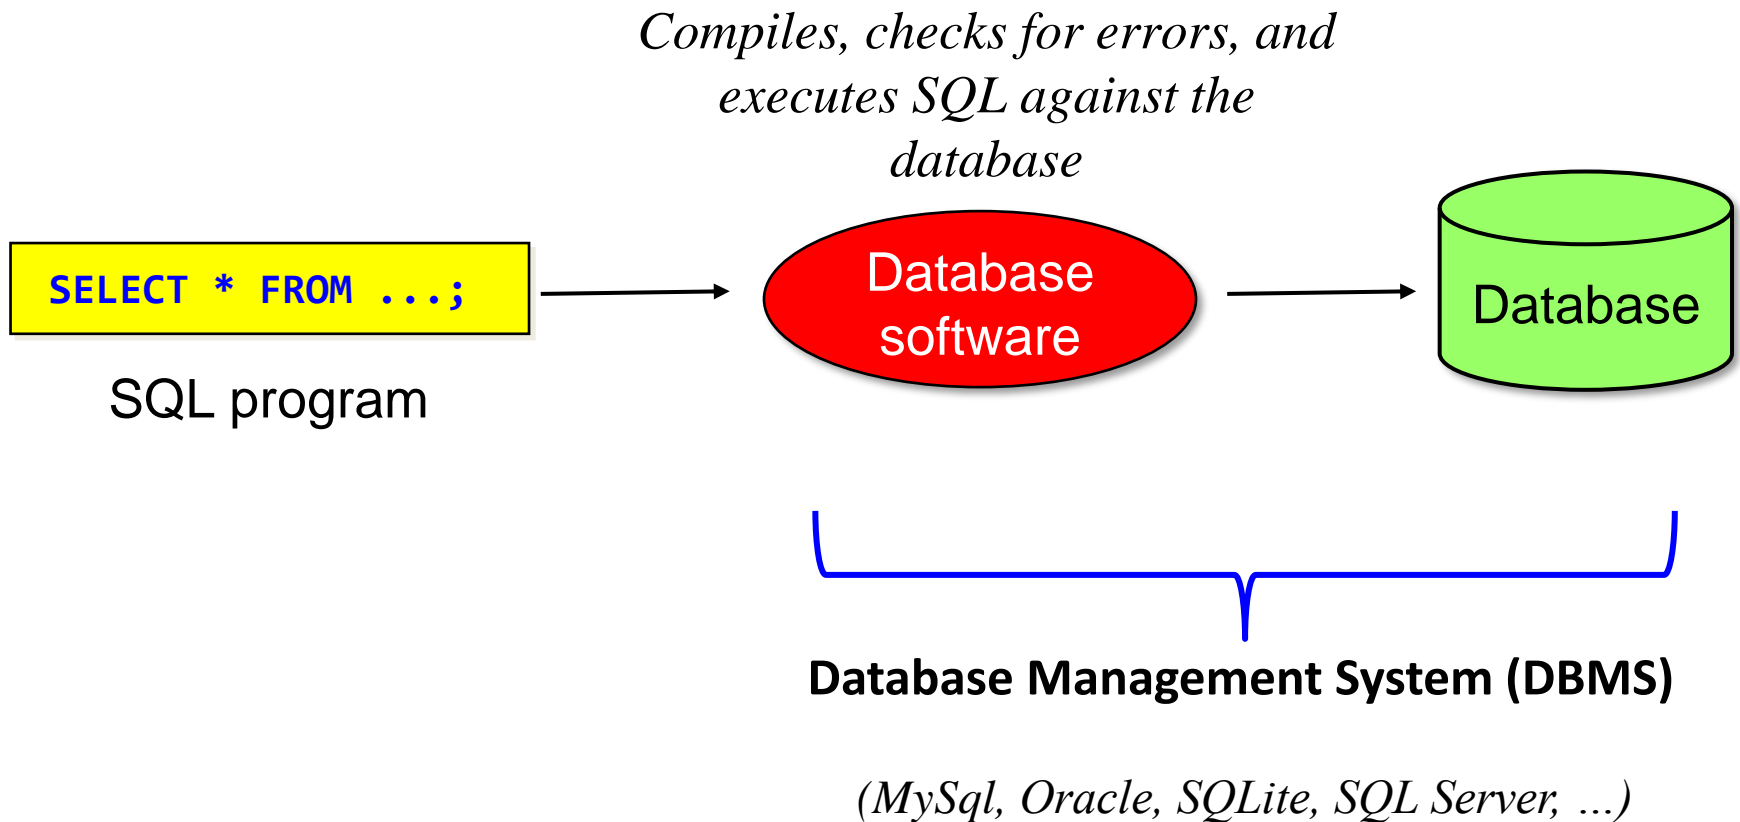 Compiles, checks for errors, and
executes SQL against the
database
SELECT * FROM ...;
SQL program
Database
software
Database
Database Management System (DBMS)
(MySql, Oracle, SQLite, SQL Server, …)